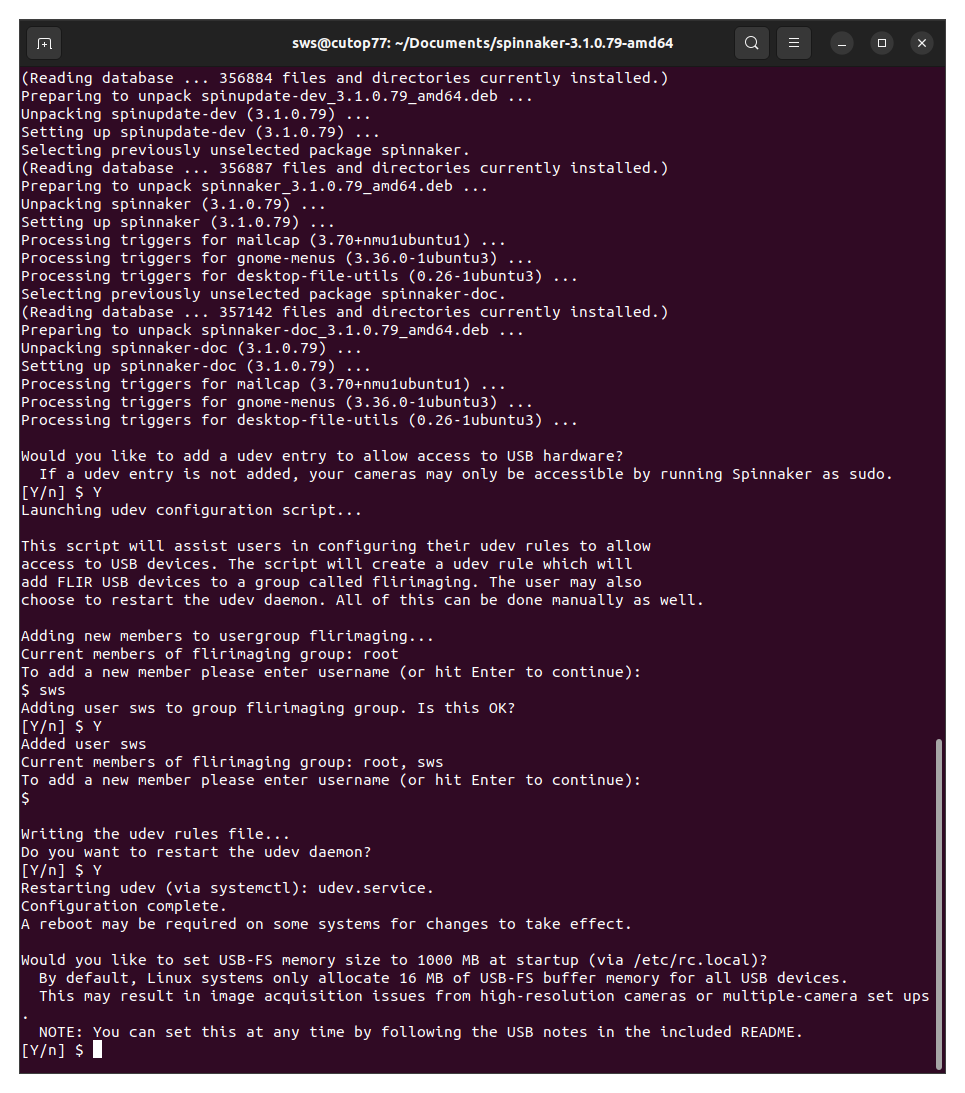 sws@cutop77: ~/Documents/spinnaker-3.1.0.79-amd64
(Reading database ... 356884 files and directories currently installed.)
Preparing to unpack spinupdate-dev_3.1.0.79_amd64.deb ...
Unpacking spinupdate-dev (3.1.0.79) ...
Setting up spinupdate-dev (3.1.0.79) ...
Selecting previously unselected package spinnaker.
(Reading database ... 356887 files and directories currently installed.)
Preparing to unpack spinnaker_3.1.0.79_amd64.deb ...
Unpacking spinnaker (3.1.0.79) ...
Setting up spinnaker (3.1.0.79) ...
Processing triggers for mailcap (3.70+nmu1ubuntu1) ...
Processing triggers for gnome-menus (3.36.0-1ubuntu3) ...
Processing triggers for desktop-file-utils (0.26-1ubuntu3) ...
Selecting previously unselected package spinnaker-doc.
(Reading database ... 357142 files and directories currently installed.)
Preparing to unpack spinnaker-doc_3.1.0.79_amd64.deb ...
Unpacking spinnaker-doc (3.1.0.79) ...
Setting up spinnaker-doc (3.1.0.79) ...
Processing triggers for mailcap (3.70+nmu1ubuntu1) ...
Processing triggers for gnome-menus (3.36.0-1ubuntu3) ...
Processing triggers for desktop-file-utils (0.26-1ubuntu3) ...
Would you like to add a udev entry to allow access to USB hardware?
  If a udev entry is not added, your cameras may only be accessible by running Spinnaker as sudo.
[Y/n] $ Y
Launching udev configuration script...
This script will assist users in configuring their udev rules to allow
access to USB devices. The script will create a udev rule which will
add FLIR USB devices to a group called flirimaging. The user may also
choose to restart the udev daemon. All of this can be done manually as well.
Adding new members to usergroup flirimaging...
Current members of flirimaging group: root
To add a new member please enter username (or hit Enter to continue):
$ sws
Adding user sws to group flirimaging group. Is this OK?
[Y/n] $ Y
Added user sws
Current members of flirimaging group: root, sws
To add a new member please enter username (or hit Enter to continue):
$
Writing the udev rules file...
Do you want to restart the udev daemon?
[Y/n] $ Y
Restarting udev (via systemctl): udev.service.
Configuration complete.
A reboot may be required on some systems for changes to take effect.
Would you like to set USB-FS memory size to 1000 MB at startup (via /etc/rc.local)?
  By default, Linux systems only allocate 16 MB of USB-FS buffer memory for all USB devices.
  This may result in image acquisition issues from high-resolution cameras or multiple-camera set ups
.
  NOTE: You can set this at any time by following the USB notes in the included README.
[Y/n] $